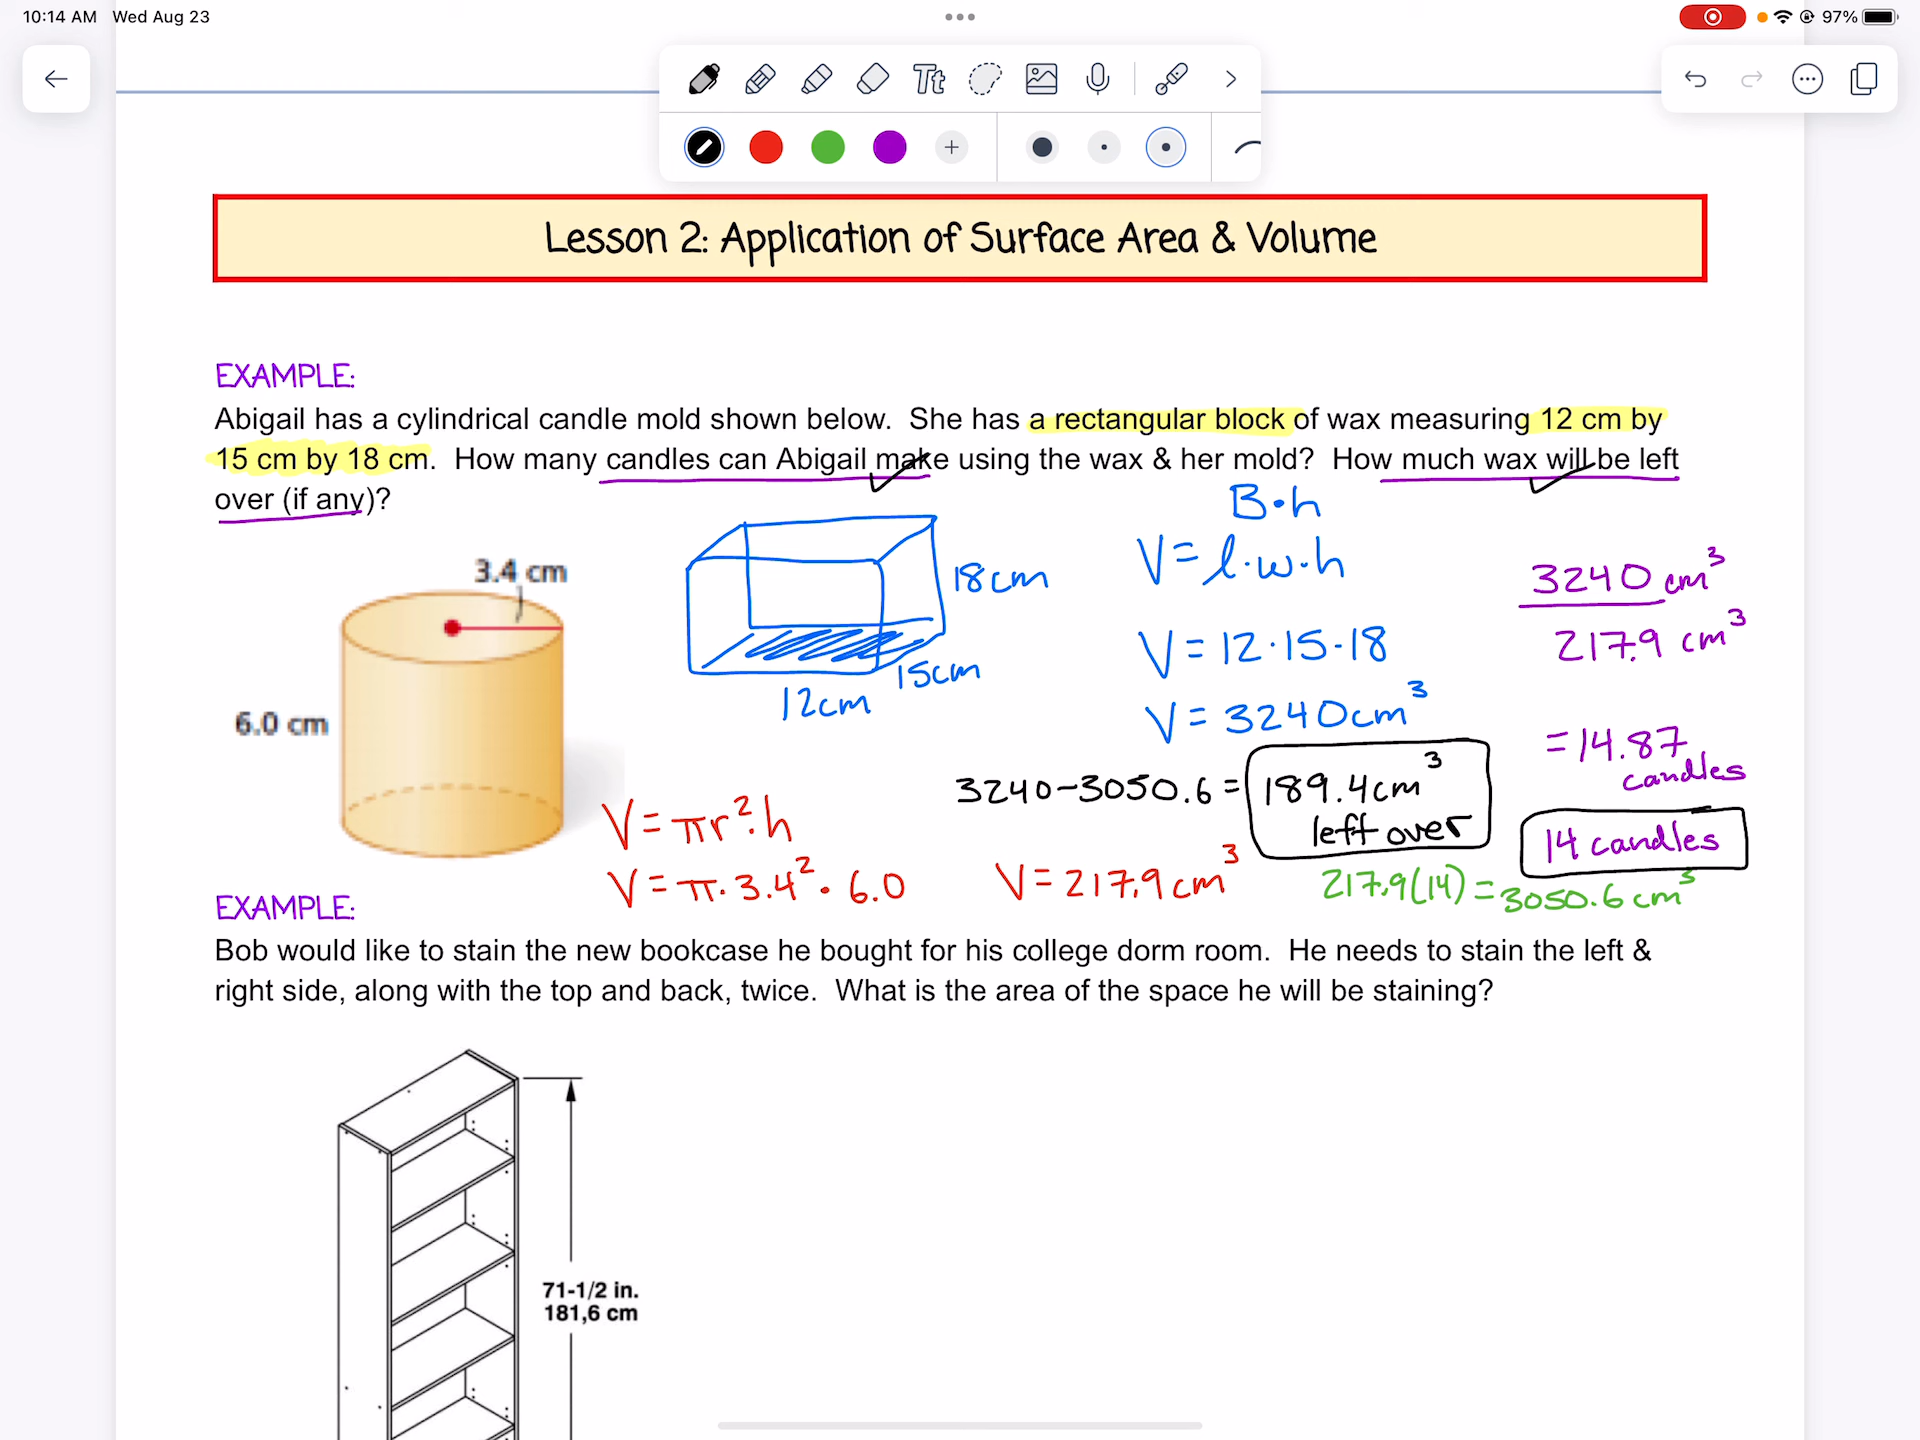 10:14 AM Wed Aug 23
97%
Tt
Lesson 2: Application of Surface Area & Volume
EXAMPLE:
Abigail has a cylindrical candle mold shown below. She has a rectangular block of wax measuring 12 cm by
15 cm by 18 cm. How many candles can Abigail make using the wax & her mold? How much wax will be left
over (if any)?
3.4 cm
6.0 cm
18cm
15cm
12cm
B•h
V = l·w·h
V = 12·15·18
V = 3240cm³
3240 cm³
217.9 cm³
= 14.87
candles
14 candles
3240-3050.6 = 189.4cm³
left over
V = πr²·h
V = π·3.4²·6.0
V = 217.9cm³
217.9(14) = 3050.6 cm³
EXAMPLE:
Bob would like to stain the new bookcase he bought for his college dorm room. He needs to stain the left &
right side, along with the top and back, twice. What is the area of the space he will be staining?
71-1/2 in.
181,6 cm